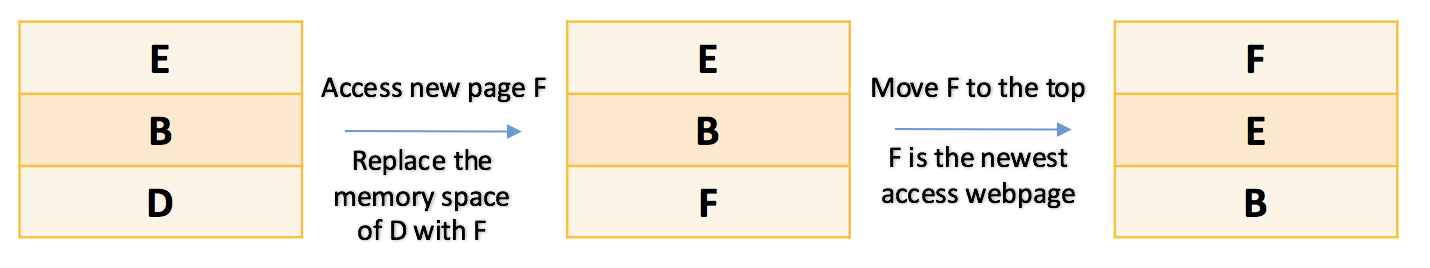 E
B
D
Access new page F
Replace the
memory space
of D with F
E
B
F
Move F to the top
F is the newest
access webpage
F
E
B